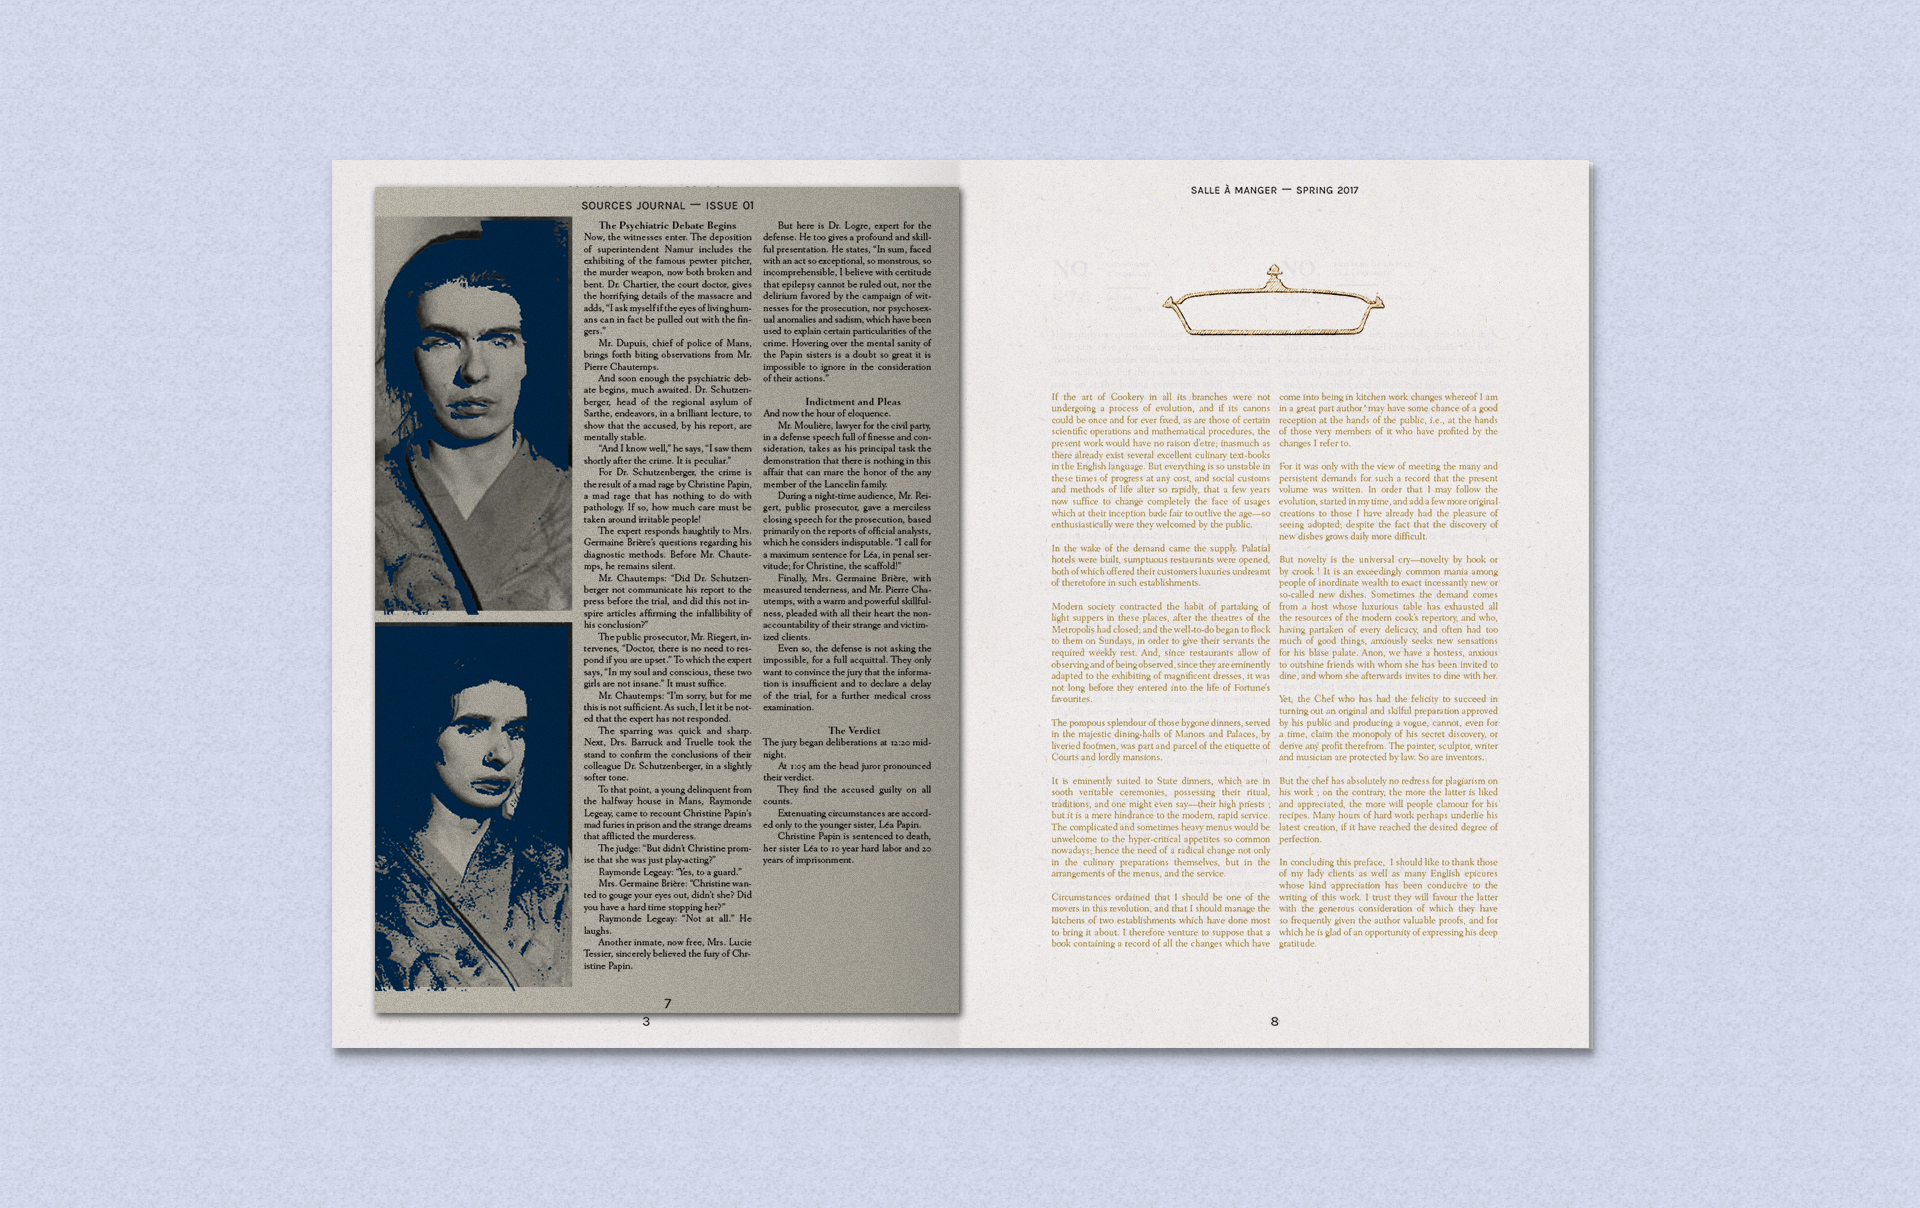 SOURCES JOURNAL — ISSUE 01
The Psychiatric Debate Begins
Now, the witnesses enter. The deposition
of superintendent Namur includes the
exhibiting of the famous pewter pitcher,
the murder weapon, now both broken and
bent. Dr. Chartier, the court doctor, gives
the horrifying details of the massacre and
adds, “I ask myself if the eyes of living hum-
ans can in fact be pulled out with the fin-
gers.”
Mr. Dupuis, chief of police of Mans,
brings forth biting observations from Mr.
Pierre Chautemps.
And soon enough the psychiatric deb-
ate begins, much awaited. Dr. Schutzen-
berger, head of the regional asylum of
Sarthe, endeavors, in a brilliant lecture, to
show that the accused, by his report, are
mentally stable.
“And I know well,” he says, “I saw them
shortly after the crime. It is peculiar.”
For Dr. Schutzenberger, the crime is
the result of a mad rage by Christine Papin,
a mad rage that has nothing to do with
pathology. If so, how much care must be
taken around irritable people!
The expert responds haughtily to Mrs.
Germaine Brière’s questions regarding his
diagnostic methods. Before Mr. Chaute-
mps, he remains silent.
Mr. Chautemps: “Did Dr. Schutzen-
berger not communicate his report to the
press before the trial, and did this not in-
spire articles affirming the infallibility of
his conclusion?”
The public prosecutor, Mr. Riegert, in-
tervenes, “Doctor, there is no need to res-
pond if you are upset.” To which the expert
says, “In my soul and conscious, these two
girls are not insane.” It must suffice.
Mr. Chautemps: “I’m sorry, but for me
this is not sufficient. As such, I let it be not-
ed that the expert has not responded.
The sparring was quick and sharp.
Next, Drs. Barruck and Truelle took the
stand to confirm the conclusions of their
colleague Dr. Schutzenberger, in a slightly
softer tone.
To that point, a young delinquent from
the halfway house in Mans, Raymonde
Legeay, came to recount Christine Papin’s
mad furies in prison and the strange dreams
that afflicted the murderess.
The judge: “But didn’t Christine prom-
ise that she was just play-acting?”
Raymonde Legeay: “Yes, to a guard.”
Mrs. Germaine Brière: “Christine wan-
ted to gouge your eyes out, didn’t she? Did
you have a hard time stopping her?”
Raymonde Legeay: “Not at all.” He
laughs.
Another inmate, now free, Mrs. Lucie
Tessier, sincerely believed the fury of Chr-
istine Papin.
But here is Dr. Logre, expert for the
defense. He too gives a profound and skill-
ful presentation. He states, “In sum, faced
with an act so exceptional, so monstrous, so
incomprehensible, I believe with certitude
that epilepsy cannot be ruled out, nor the
delirium favored by the campaign of wit-
nesses for the prosecution, nor psychosex-
ual anomalies and sadism, which have been
used to explain certain particularities of the
crime. Hovering over the mental sanity of
the Papin sisters is a doubt so great it is
impossible to ignore in the consideration
of their actions.”
Indictment and Pleas
And now the hour of eloquence.
Mr. Moulière, lawyer for the civil party,
in a defense speech full of finesse and con-
sideration, takes as his principal task the
demonstration that there is nothing in this
affair that can mare the honor of the any
member of the Lancelin family.
During a night-time audience, Mr. Rei-
gert, public prosecutor, gave a merciless
closing speech for the prosecution, based
primarily on the reports of official analysts,
which he considers indisputable. “I call for
a maximum sentence for Léa, in penal ser-
vitude; for Christine, the scaffold!”
Finally, Mrs. Germaine Brière, with
measured tenderness, and Mr. Pierre Cha-
utemps, with a warm and powerful skillful-
ness, pleaded with all their heart the non-
accountability of their strange and victim-
ized clients.
Even so, the defense is not asking the
impossible, for a full acquittal. They only
want to convince the jury that the informa-
tion is insufficient and to declare a delay
of the trial, for a further medical cross
examination.
The Verdict
The jury began deliberations at 12:20 mid-
night.
At 1:05 am the head juror pronounced
their verdict.
They find the accused guilty on all
counts.
Extenuating circumstances are accord-
ed only to the younger sister, Léa Papin.
Christine Papin is sentenced to death,
her sister Léa to 10 year hard labor and 20
years of imprisonment.
7
3
SALLE À MANGER — SPRING 2017
NO
NO
If the art of Cookery in all its branches were not
undergoing a process of evolution, and if its canons
could be once and for ever fixed, as are those of certain
scientific operations and mathematical procedures, the
present work would have no raison d'etre; inasmuch as
there already exist several excellent culinary text-books
in the English language. But everything is so unstable in
these times of progress at any cost, and social customs
and methods of life alter so rapidly, that a few years
now suffice to change completely the face of usages
which at their inception bade fair to outlive the age—so
enthusiastically were they welcomed by the public.
In the wake of the demand came the supply. Palatial
hotels were built, sumptuous restaurants were opened,
both of which offered their customers luxuries undreamt
of theretofore in such establishments.
Modern society contracted the habit of partaking of
light suppers in these places, after the theatres of the
Metropolis had closed; and the well-to-do began to flock
to them on Sundays, in order to give their servants the
required weekly rest. And, since restaurants allow of
observing and of being observed, since they are eminently
adapted to the exhibiting of magnificent dresses, it was
not long before they entered into the life of Fortune's
favourites.
The pompous splendour of those bygone dinners, served
in the majestic dining-halls of Manors and Palaces, by
liveried footmen, was part and parcel of the etiquette of
Courts and lordly mansions.
It is eminently suited to State dinners, which are in
sooth veritable ceremonies, possessing their ritual,
traditions, and one might even say—their high priests ;
but it is a mere hindrance to the modern, rapid service.
The complicated and sometimes heavy menus would be
unwelcome to the hyper-critical appetites so common
nowadays; hence the need of a radical change not only
in the culinary preparations themselves, but in the
arrangements of the menus, and the service.
Circumstances ordained that I should be one of the
movers in this revolution, and that I should manage the
kitchens of two establishments which have done most
to bring it about. I therefore venture to suppose that a
book containing a record of all the changes which have
come into being in kitchen work changes whereof I am
in a great part author^may have some chance of a good
reception at the hands of the public, i.e., at the hands
of those very members of it who have profited by the
changes I refer to.
For it was only with the view of meeting the many and
persistent demands for such a record that the present
volume was written. In order that I may follow the
evolution, started in my time, and add a few more original
creations to those I have already had the pleasure of
seeing adopted; despite the fact that the discovery of
new dishes grows daily more difficult.
But novelty is the universal cry—novelty by hook or
by crook ! It is an exceedingly common mania among
people of inordinate wealth to exact incessantly new or
so-called new dishes. Sometimes the demand comes
from a host whose luxurious table has exhausted all
the resources of the modern cook's repertory, and who,
having partaken of every delicacy, and often had too
much of good things, anxiously seeks new sensations
for his blase palate. Anon, we have a hostess, anxious
to outshine friends with whom she has been invited to
dine, and whom she afterwards invites to dine with her.
Yet, the Chef who has had the felicity to succeed in
turning out an original and skilful preparation approved
by his public and producing a vogue, cannot, even for
a time, claim the monopoly of his secret discovery, or
derive any profit therefrom. The painter, sculptor, writer
and musician are protected by law. So are inventors.
But the chef has absolutely no redress for plagiarism on
his work ; on the contrary, the more the latter is liked
and appreciated, the more will people clamour for his
recipes. Many hours of hard work perhaps underlie his
latest creation, if it have reached the desired degree of
perfection.
In concluding this preface, I should like to thank those
of my lady clients as well as many English epicures
whose kind appreciation has been conducive to the
writing of this work. I trust they will favour the latter
with the generous consideration of which they have
so frequently given the author valuable proofs, and for
which he is glad of an opportunity of expressing his deep
gratitude.
8